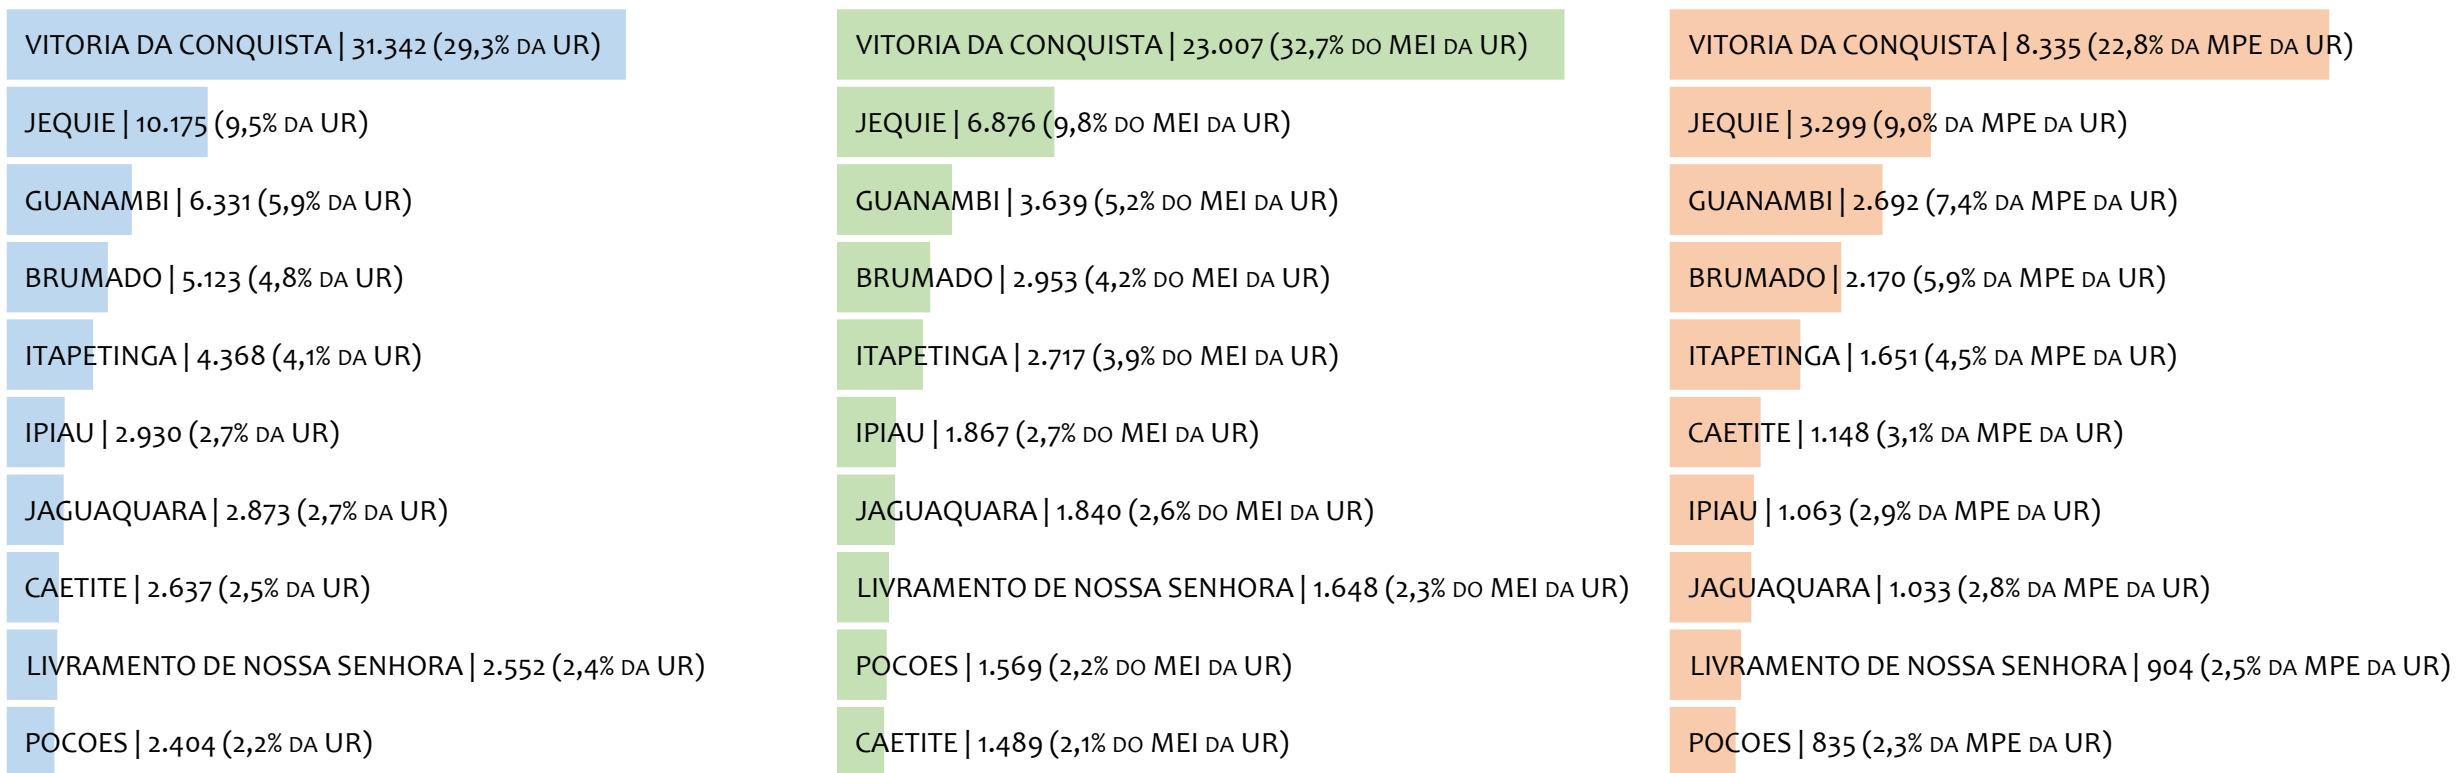 VITORIA DA CONQUISTA | 31.342 (29,3% DA UR)
JEQUIE | 10.175 (9,5% DA UR)
GUANAMBI | 6.331 (5,9% DA UR)
BRUMADO | 5.123 (4,8% DA UR)
ITAPETINGA | 4.368 (4,1% DA UR)
IPIAU | 2.930 (2,7% DA UR)
JAGUAQUARA | 2.873 (2,7% DA UR)
CAETITE | 2.637 (2,5% DA UR)
LIVRAMENTO DE NOSSA SENHORA | 2.552 (2,4% DA UR)
POCOES | 2.404 (2,2% DA UR)
VITORIA DA CONQUISTA | 23.007 (32,7% DO MEI DA UR)
JEQUIE | 6.876 (9,8% DO MEI DA UR)
GUANAMBI | 3.639 (5,2% DO MEI DA UR)
BRUMADO | 2.953 (4,2% DO MEI DA UR)
ITAPETINGA | 2.717 (3,9% DO MEI DA UR)
IPIAU | 1.867 (2,7% DO MEI DA UR)
JAGUAQUARA | 1.840 (2,6% DO MEI DA UR)
LIVRAMENTO DE NOSSA SENHORA | 1.648 (2,3% DO MEI DA UR)
POCOES | 1.569 (2,2% DO MEI DA UR)
CAETITE | 1.489 (2,1% DO MEI DA UR)
VITORIA DA CONQUISTA | 8.335 (22,8% DA MPE DA UR)
JEQUIE | 3.299 (9,0% DA MPE DA UR)
GUANAMBI | 2.692 (7,4% DA MPE DA UR)
BRUMADO | 2.170 (5,9% DA MPE DA UR)
ITAPETINGA | 1.651 (4,5% DA MPE DA UR)
CAETITE | 1.148 (3,1% DA MPE DA UR)
IPIAU | 1.063 (2,9% DA MPE DA UR)
JAGUAQUARA | 1.033 (2,8% DA MPE DA UR)
LIVRAMENTO DE NOSSA SENHORA | 904 (2,5% DA MPE DA UR)
POCOES | 835 (2,3% DA MPE DA UR)